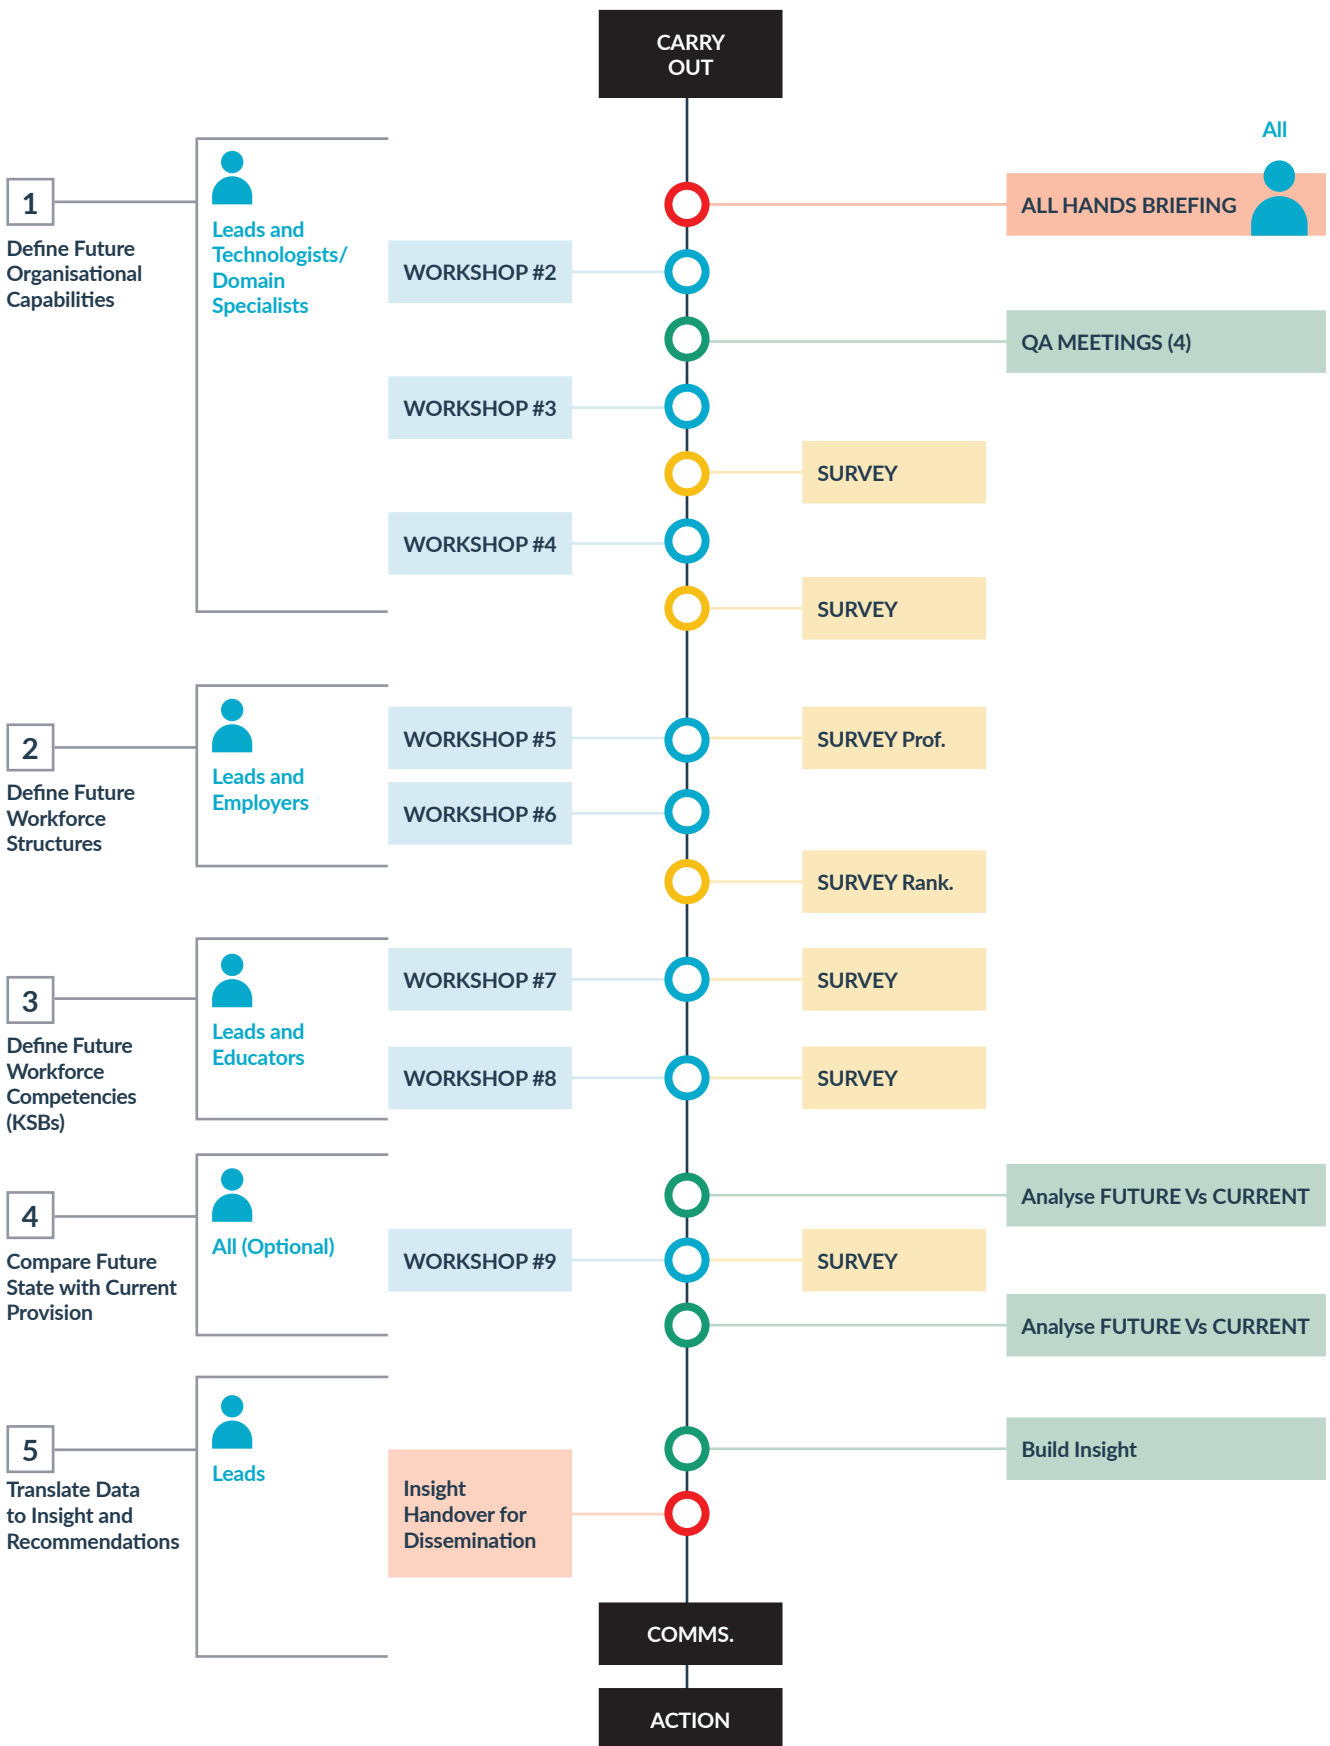 CARRY
OUT
All
ALL HANDS BRIEFING
1
Define Future
Organisational
Capabilities
Leads and
Technologists/
Domain
Specialists
WORKSHOP #2
QA MEETINGS (4)
WORKSHOP #3
SURVEY
WORKSHOP #4
SURVEY
2
Define Future
Workforce
Structures
Leads and
Employers
WORKSHOP #5
SURVEY Prof.
WORKSHOP #6
SURVEY Rank.
3
Define Future
Workforce
Competencies
(KSBs)
Leads and
Educators
WORKSHOP #7
SURVEY
WORKSHOP #8
SURVEY
4
Compare Future
State with Current
Provision
All (Optional)
Analyse FUTURE Vs CURRENT
WORKSHOP #9
SURVEY
Analyse FUTURE Vs CURRENT
5
Translate Data
to Insight and
Recommendations
Leads
Build Insight
Insight
Handover for
Dissemination
COMMS.
ACTION